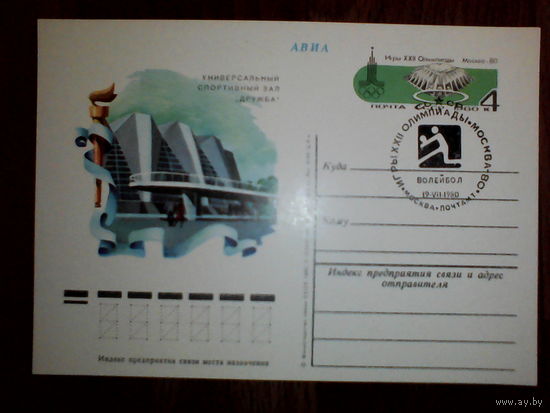 АВИА
УНИВЕРСАЛЬНЫЙ
СПОРТИВНЫЙ ЗАЛ
"ДРУЖБА"
Игры XXII Олимпиады Москва-80
ПОЧТА СССР
4
ИГРЫ XXII ОЛИМПИАДЫ•МОСКВА-80•
ВОЛЕЙБОЛ
19-VII-1980
•МОСКВА•ПОЧТАМТ•
Куда
Кому
Индекс предприятия связи и адрес
отправителя
Индекс предприятия связи места назначения
www.ay.by